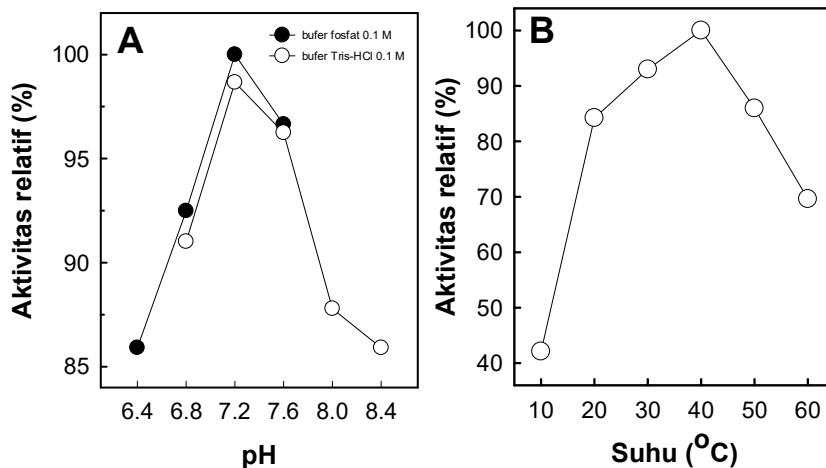 A
bufer fosfat 0.1 M
bufer Tris-HCl 0.1 M
Aktivitas relatif (%)
100
95
90
85
6.4 6.8 7.2 7.6 8.0 8.4
pH
B
Aktivitas relatif (%)
100
90
80
70
60
50
40
10 20 30 40 50 60
Suhu (°C)